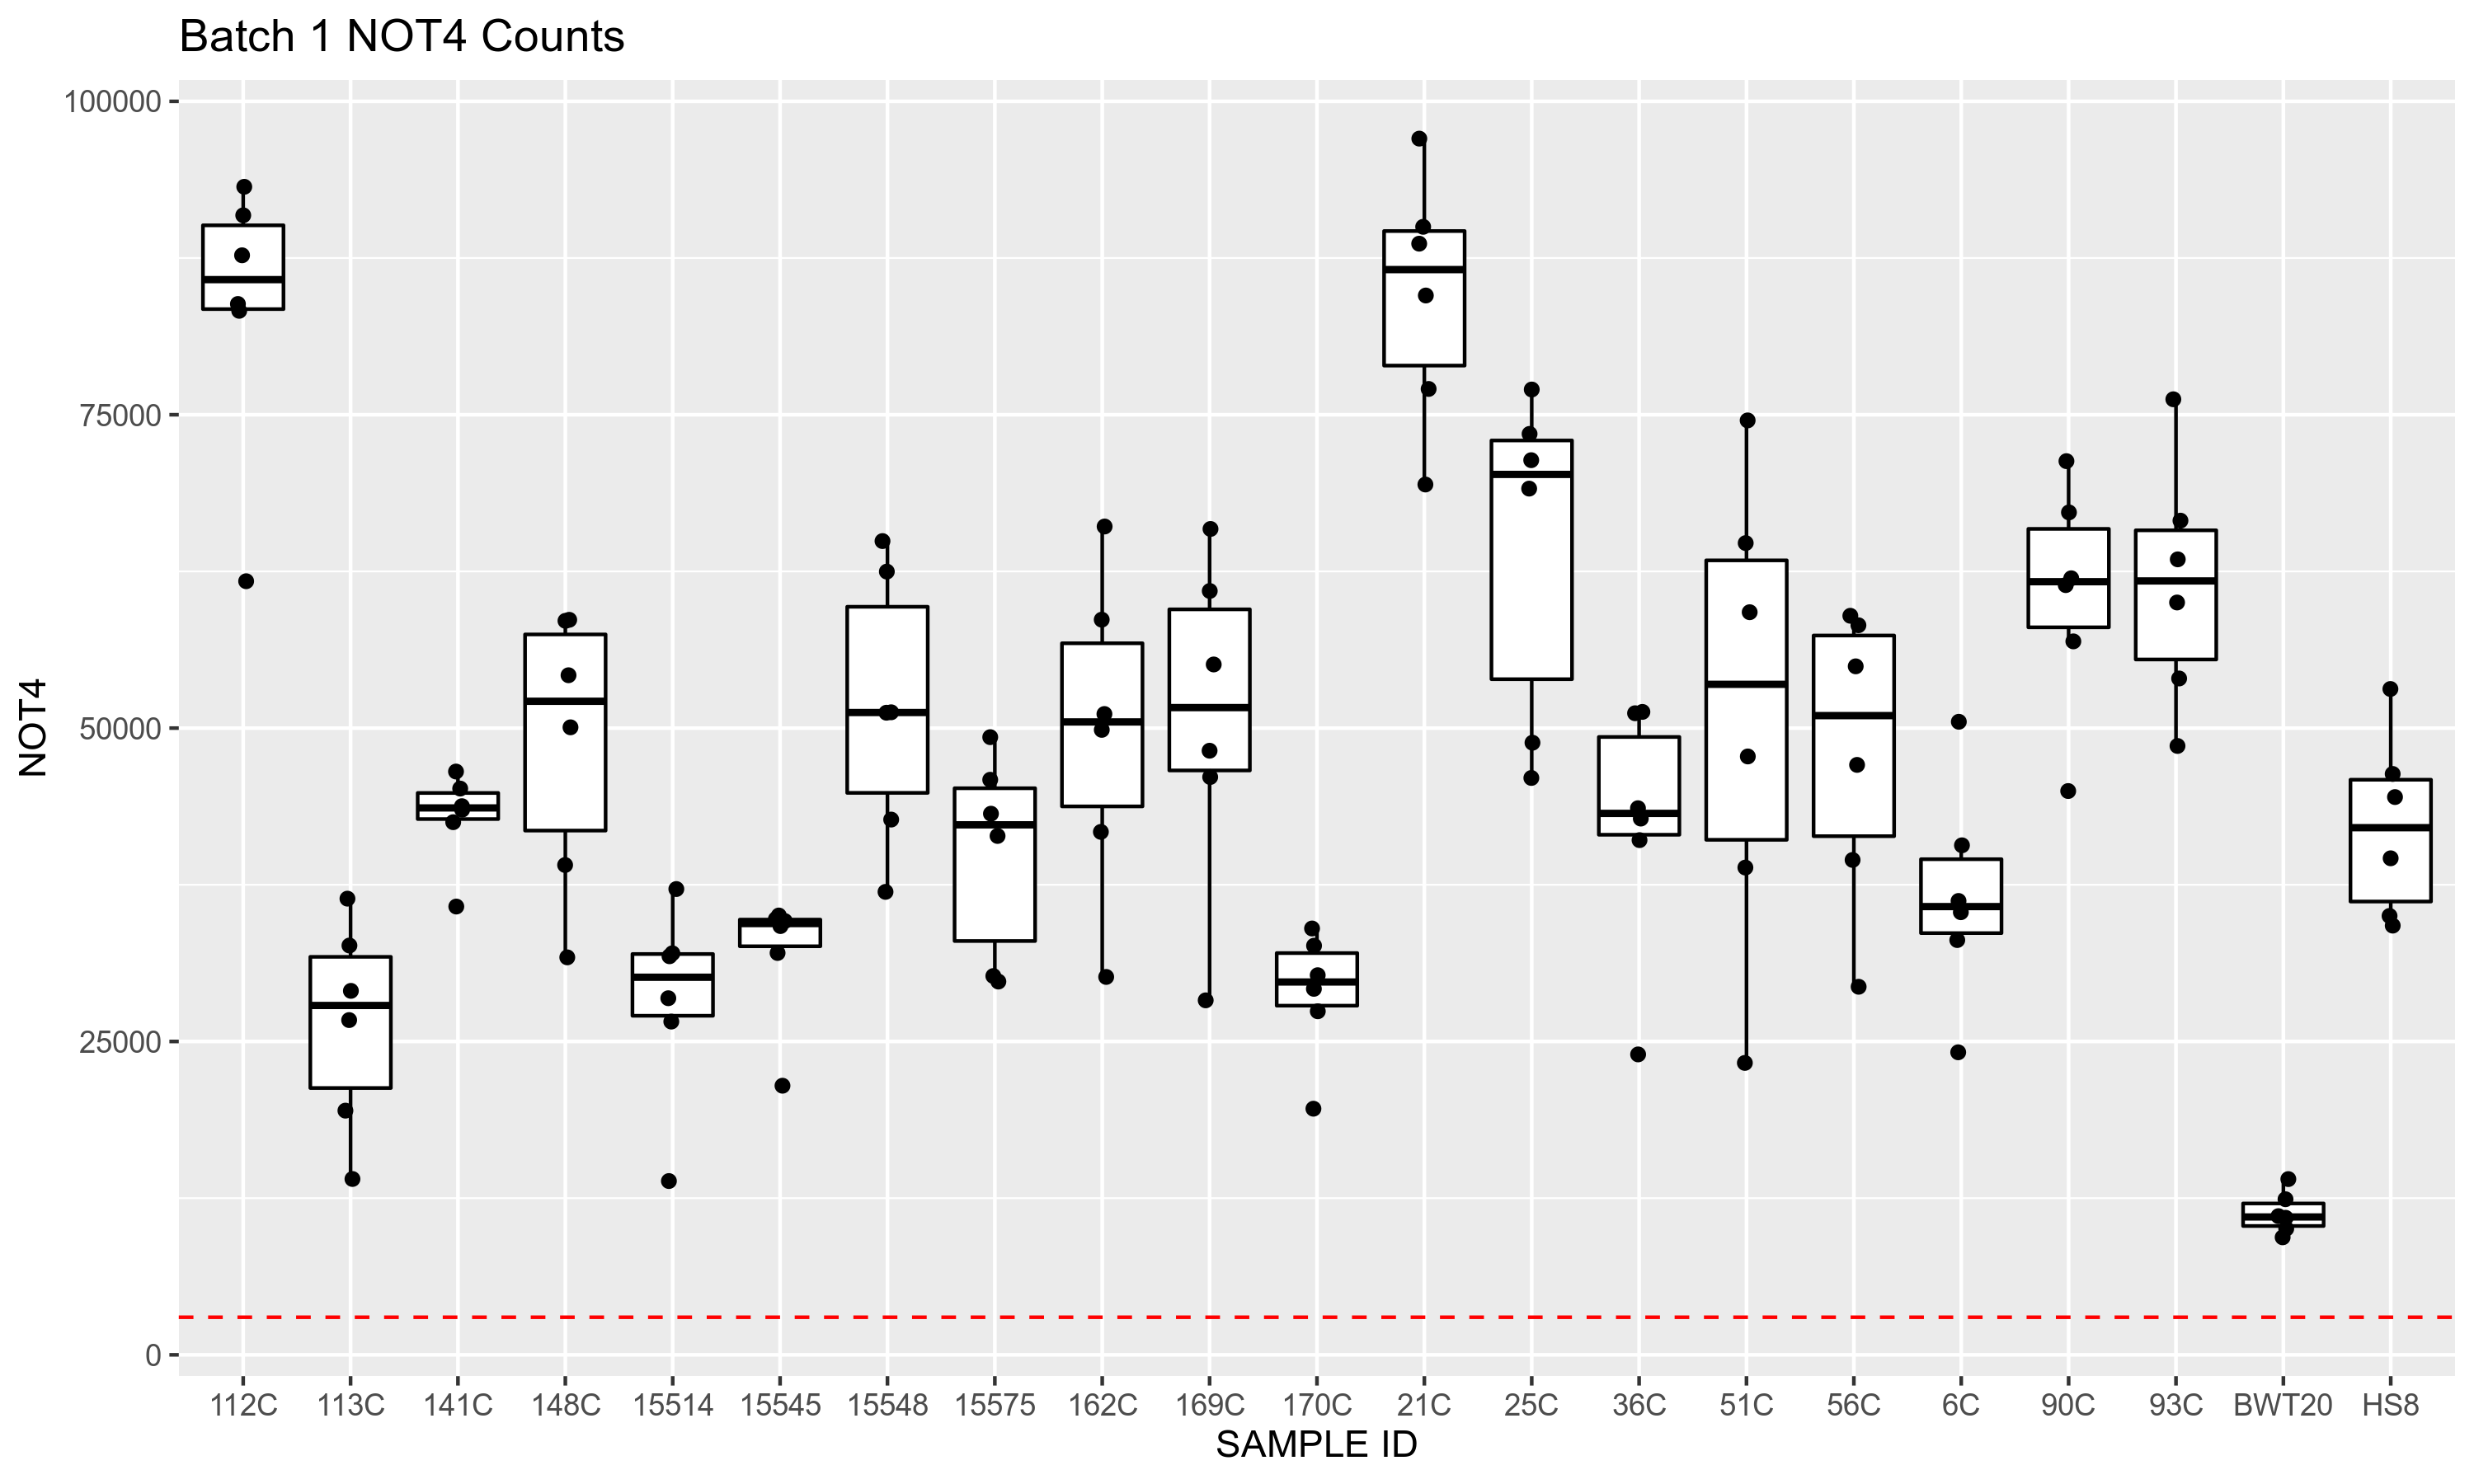 Batch 1 NOT4 Counts
NOT4
100000
75000
50000
25000
0
112C 113C 141C 148C 15514 15545 15548 15575 162C 169C 170C 21C 25C 36C 51C 56C 6C 90C 93C BWT20 HS8
SAMPLE ID